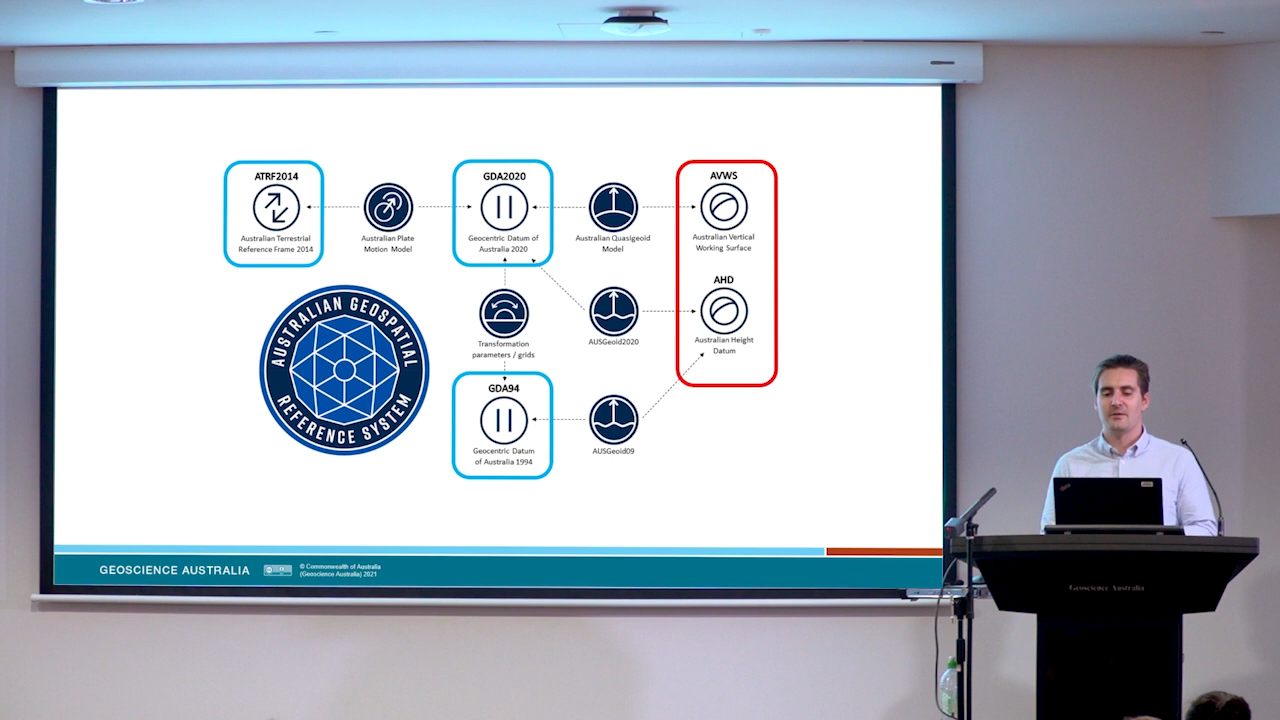 ATRF2014
Australian Terrestrial
Reference Frame 2014
Australian Plate
Motion Model
GDA2020
Geocentric Datum of
Australia 2020
Australian Quasigeoid
Model
AVWS
Australian Vertical
Working Surface
AHD
Australian Height
Datum
Transformation
parameters / grids
AUSGeoid2020
GDA94
Geocentric Datum
of Australia 1994
AUSGeoid09
AUSTRALIAN GEOSPATIAL
REFERENCE SYSTEM
GEOSCIENCE AUSTRALIA
© Commonwealth of Australia
(Geoscience Australia) 2021
Geoscience Australia